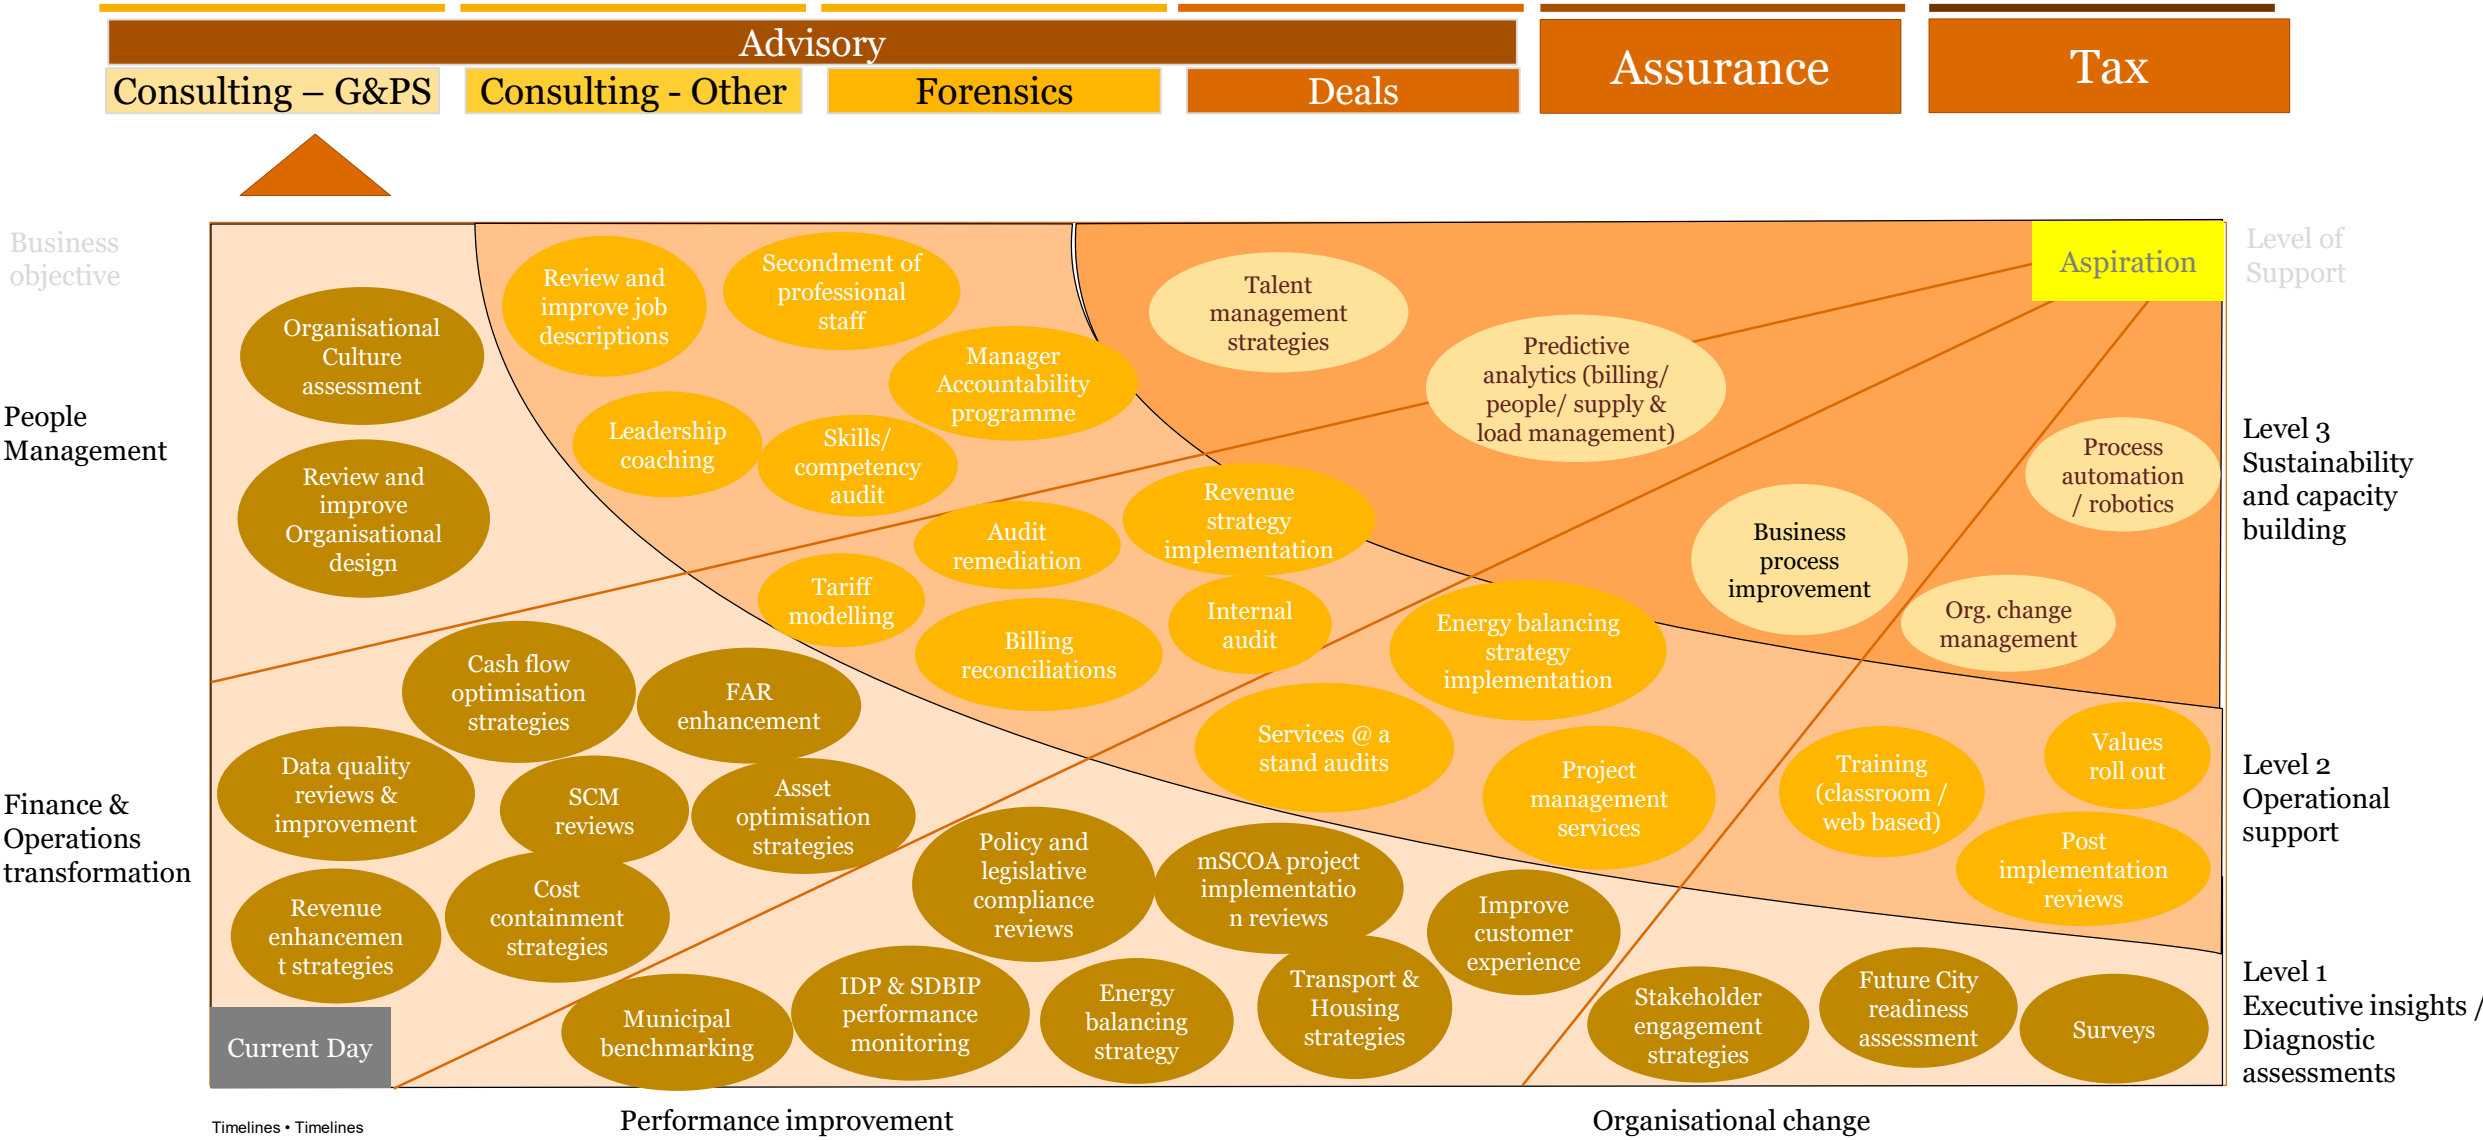 Advisory
Consulting – G&PS
Consulting - Other
Forensics
Deals
Assurance
Tax
Business
objective
Level of
Support
Aspiration
People
Management
Finance &
Operations
transformation
Organisational
Culture
assessment
Review and
improve
Organisational
design
Review and
improve job
descriptions
Secondment of
professional
staff
Manager
Accountability
programme
Leadership
coaching
Skills/
competency
audit
Talent
management
strategies
Predictive
analytics (billing/
people/ supply &
load management)
Process
automation
/ robotics
Business
process
improvement
Org. change
management
Revenue
strategy
implementation
Audit
remediation
Tariff
modelling
Billing
reconciliations
Internal
audit
Energy balancing
strategy
implementation
Services @ a
stand audits
Project
management
services
Training
(classroom /
web based)
Values
roll out
Post
implementation
reviews
Cash flow
optimisation
strategies
FAR
enhancement
Data quality
reviews &
improvement
SCM
reviews
Asset
optimisation
strategies
Revenue
enhancemen
t strategies
Cost
containment
strategies
Policy and
legislative
compliance
reviews
mSCOA project
implementatio
n reviews
Improve
customer
experience
Municipal
benchmarking
IDP & SDBIP
performance
monitoring
Energy
balancing
strategy
Transport &
Housing
strategies
Stakeholder
engagement
strategies
Future City
readiness
assessment
Surveys
Current Day
Level 3
Sustainability
and capacity
building
Level 2
Operational
support
Level 1
Executive insights /
Diagnostic
assessments
Performance improvement
Organisational change
Timelines • Timelines